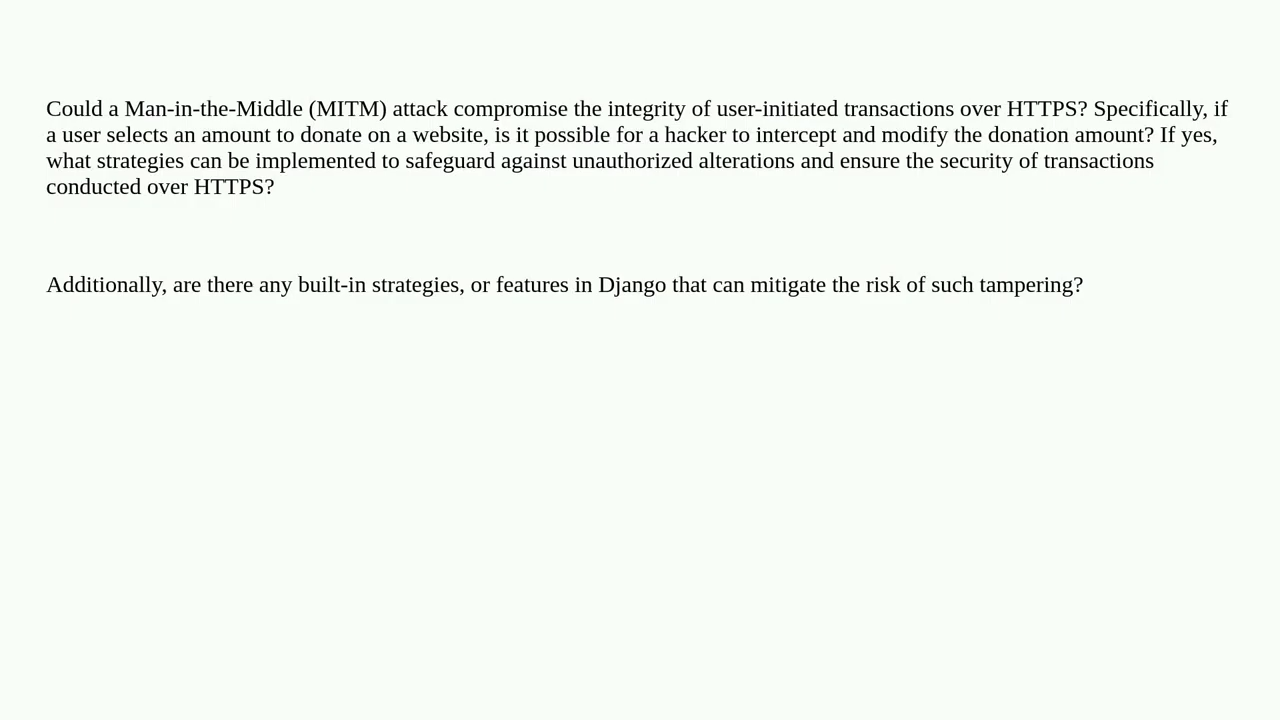 Could a Man-in-the-Middle (MITM) attack compromise the integrity of user-initiated transactions over HTTPS? Specifically, if
a user selects an amount to donate on a website, is it possible for a hacker to intercept and modify the donation amount? If yes,
what strategies can be implemented to safeguard against unauthorized alterations and ensure the security of transactions
conducted over HTTPS?
Additionally, are there any built-in strategies, or features in Django that can mitigate the risk of such tampering?